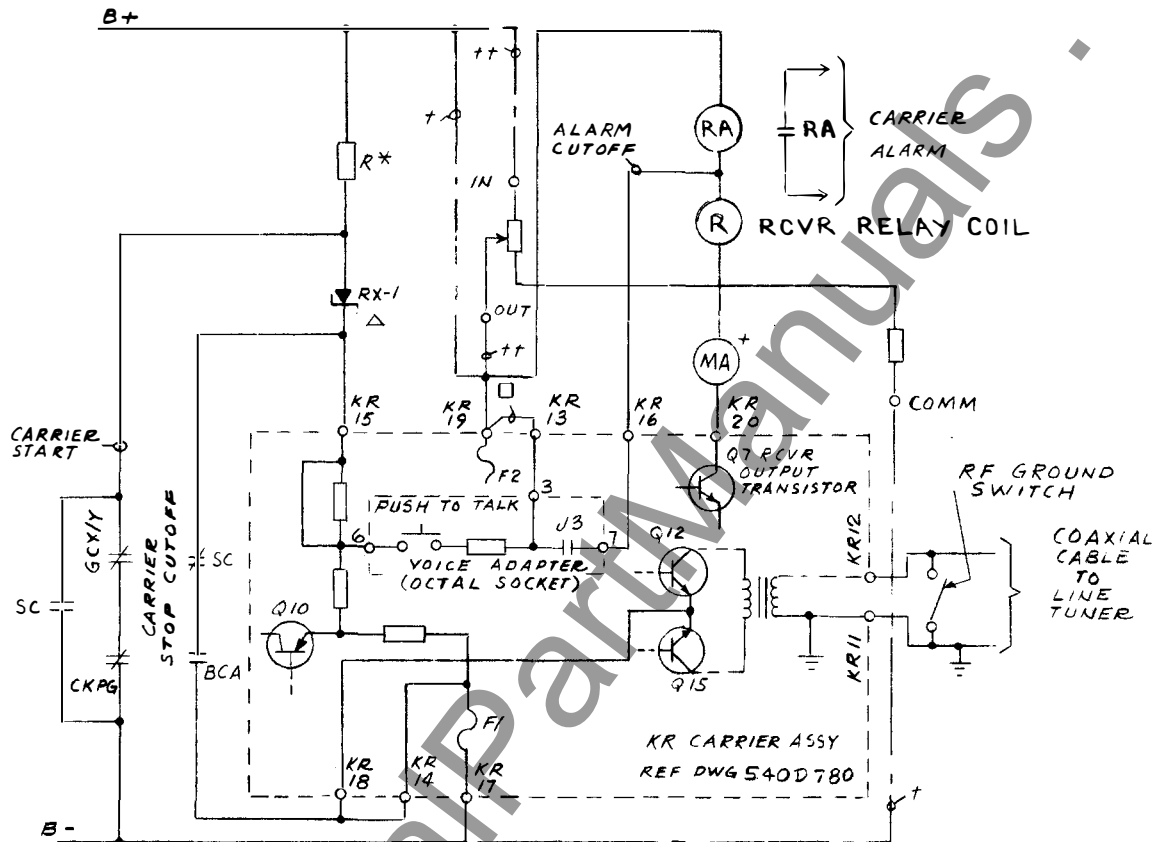 B+
++
+
R*
IN
ALARM
CUTOFF
RA
RA
CARRIER
ALARM
R
RCVR RELAY COIL
RX-1
OUT
++
MA
+
COMM
CARRIER
START
KR
15
KR
19
KR
13
KR
16
KR
20
F2
3
Q7 RCVR
OUTPUT
TRANSISTOR
RF GROUND
SWITCH
PUSH TO TALK
6
J3
7
VOICE ADAPTER
(OCTAL SOCKET)
Q12
KR12
COAXIAL
CABLE
TO
LINE
TUNER
GCX/Y
CARRIER
STOP CUTOFF
SC
SC
Q10
Q15
KR11
CKPG
BCA
F1
KR CARRIER ASSY
REF DWG 540D780
KR
18
KR
14
KR
17
+
B-
alPartManuals.